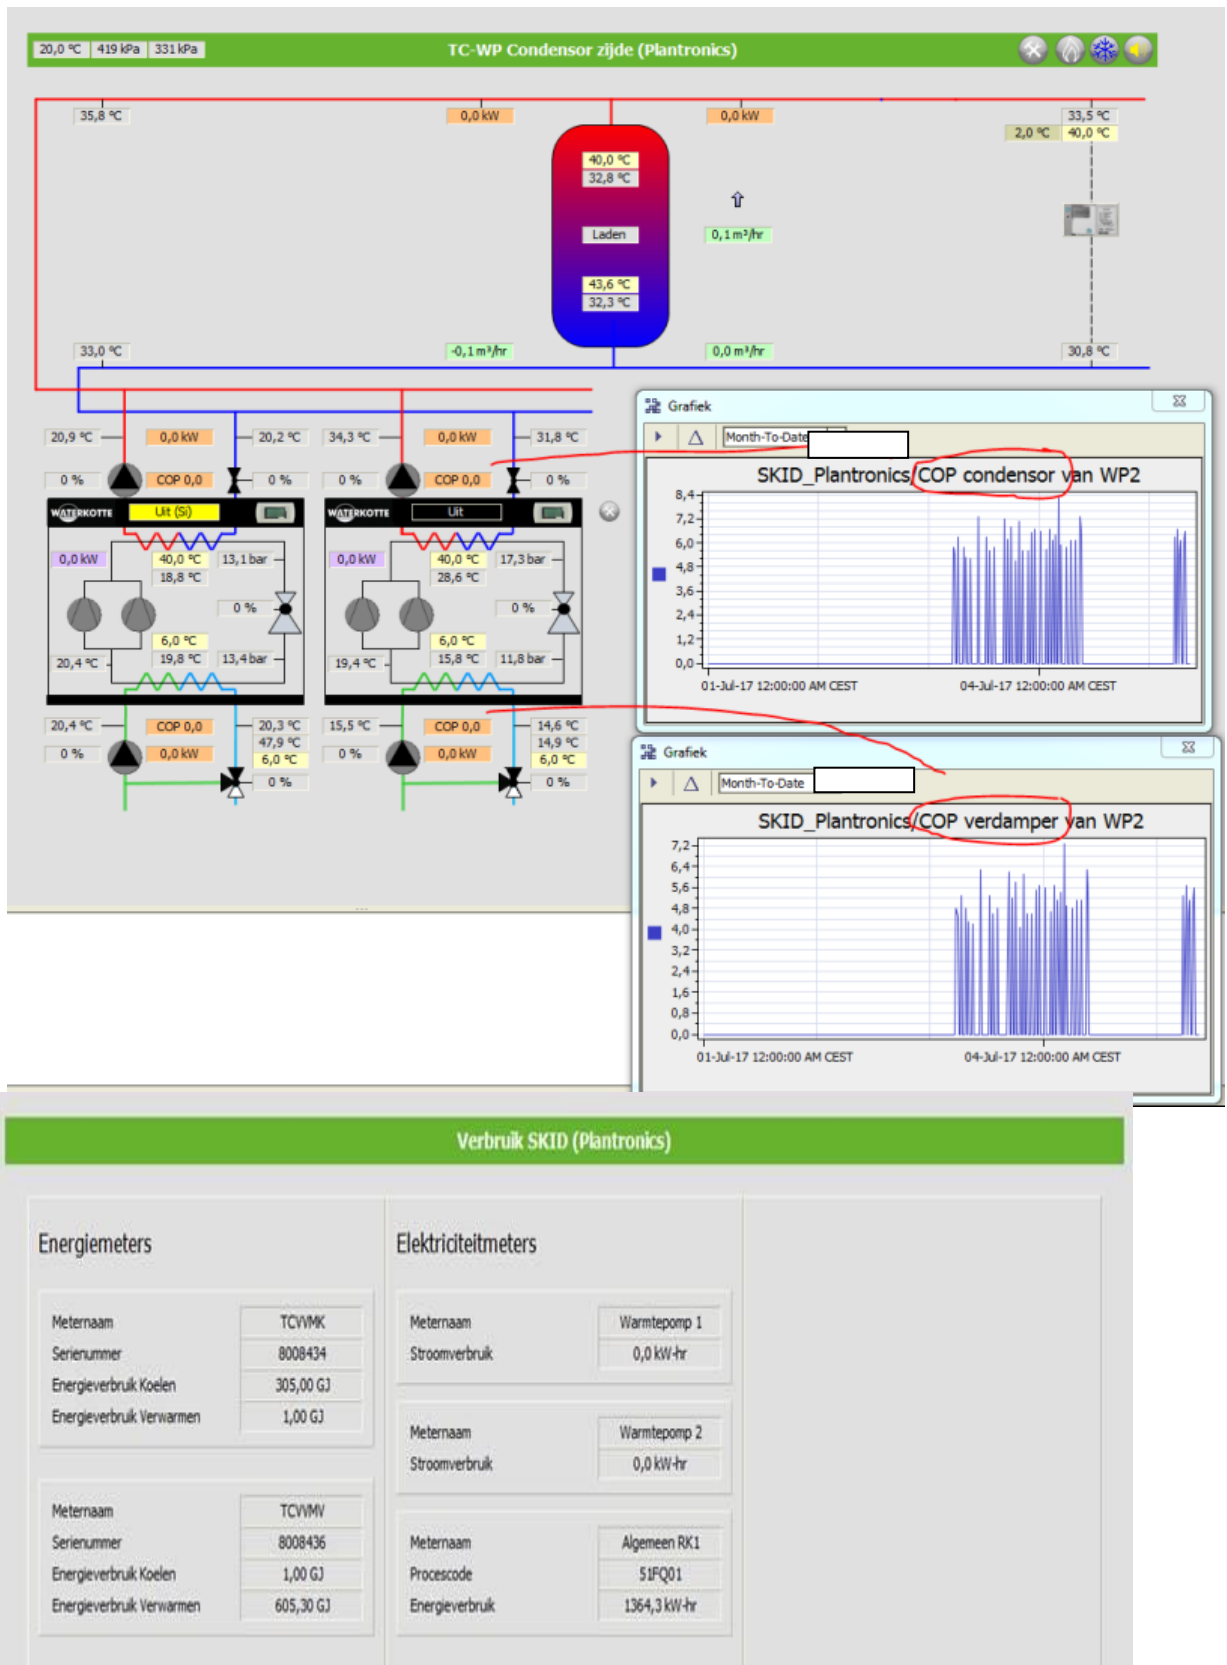 20,0 °C 419 kPa 331 kPa TC-WP Condensor zijde (Plantronics)
35,8 °C 0,0 kW 0,0 kW 33,5 °C
2,0 °C 40,0 °C
40,0 °C
32,8 °C
Laden 0,1 m³/hr
43,6 °C
32,3 °C
33,0 °C -0,1 m³/hr 0,0 m³/hr 30,8 °C
20,9 °C 0,0 kW 20,2 °C 34,3 °C 0,0 kW 31,8 °C
0 % COP 0,0 0 % 0 % COP 0,0 0 %
WATERKOTTE Uit (Si) WATERKOTTE Uit
0,0 kW 40,0 °C 13,1 bar 0,0 kW 40,0 °C 17,3 bar
18,8 °C 28,6 °C
0 % 0 %
6,0 °C 6,0 °C
20,4 °C 19,8 °C 13,4 bar 19,4 °C 15,8 °C 11,8 bar
20,4 °C COP 0,0 20,3 °C 15,5 °C COP 0,0 14,6 °C
47,9 °C 14,9 °C
0 % 0,0 kW 6,0 °C 0 % 0,0 kW 6,0 °C
0 % 0 %
Grafiek
Month-To-Date
SKID_Plantronics/COP condensor van WP2
8,4
7,2
6,0
4,8
3,6
2,4
1,2
0,0
01-Jul-17 12:00:00 AM CEST 04-Jul-17 12:00:00 AM CEST
Grafiek
Month-To-Date
SKID_Plantronics/COP verdamper van WP2
7,2
6,4
5,6
4,8
4,0
3,2
2,4
1,6
0,8
0,0
01-Jul-17 12:00:00 AM CEST 04-Jul-17 12:00:00 AM CEST
Verbruik SKID (Plantronics)
Energiemeters
Meternaam TCVVMK
Serienummer 8008434
Energieverbruik Koelen 305,00 GJ
Energieverbruik Verwarmen 1,00 GJ
Meternaam TCVVMV
Serienummer 8008436
Energieverbruik Koelen 1,00 GJ
Energieverbruik Verwarmen 605,30 GJ
Elektriciteitmeters
Meternaam Warmtepomp 1
Stroomverbruik 0,0 kW-hr
Meternaam Warmtepomp 2
Stroomverbruik 0,0 kW-hr
Meternaam Algemeen RK1
Procescode 51FQ01
Energieverbruik 1364,3 kW-hr